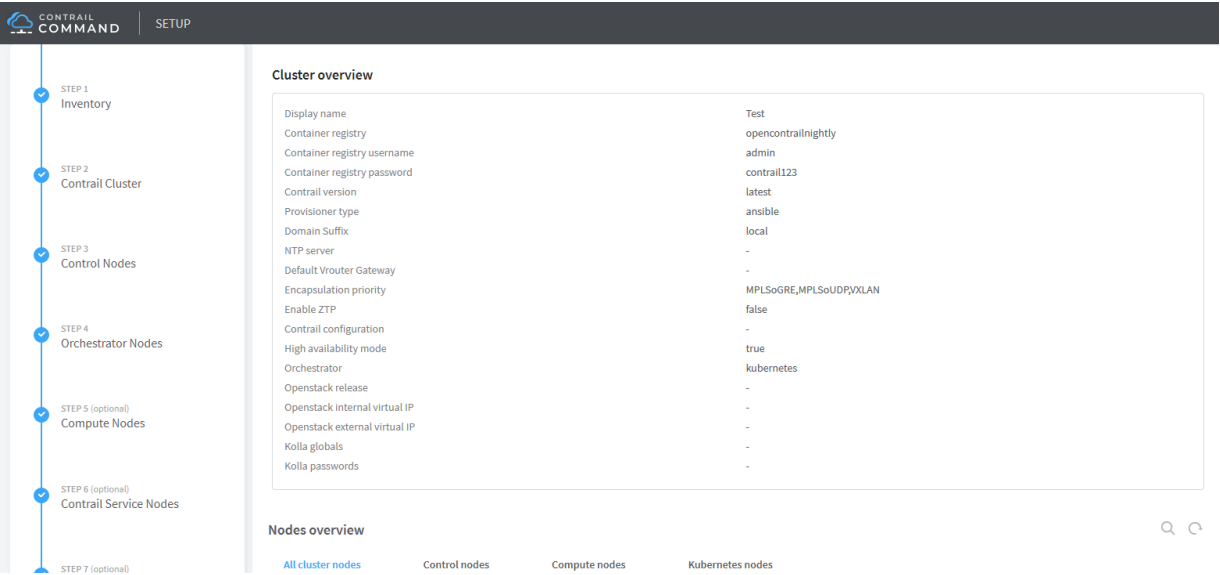 CONTRAIL
COMMAND
SETUP
STEP 1
Inventory
STEP 2
Contrail Cluster
STEP 3
Control Nodes
STEP 4
Orchestrator Nodes
STEP 5 (optional)
Compute Nodes
STEP 6 (optional)
Contrail Service Nodes
STEP 7 (optional)
Cluster overview
Display name Test
Container registry opencontrailnightly
Container registry username admin
Container registry password contrail123
Contrail version latest
Provisioner type ansible
Domain Suffix local
NTP server -
Default Vrouter Gateway -
Encapsulation priority MPLSoGRE,MPLSoUDP,VXLAN
Enable ZTP false
Contrail configuration -
High availability mode true
Orchestrator kubernetes
Openstack release -
Openstack internal virtual IP -
Openstack external virtual IP -
Kolla globals -
Kolla passwords -
Nodes overview
All cluster nodes Control nodes Compute nodes Kubernetes nodes